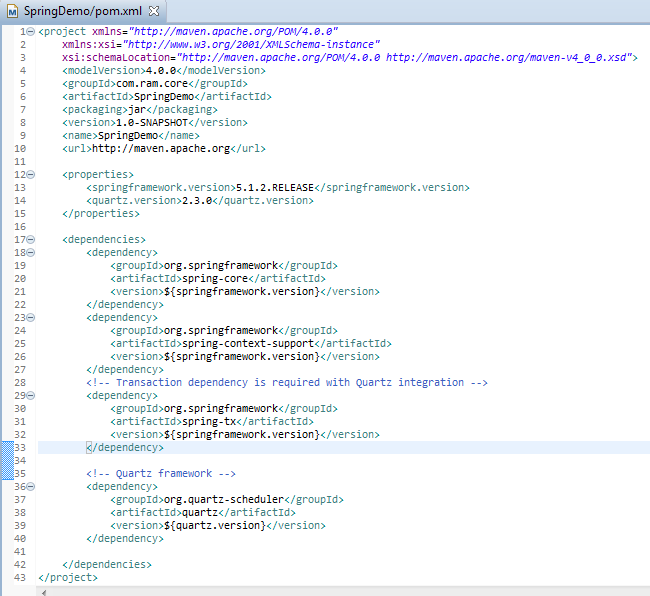 SpringDemo/pom.xml
1 <project xmlns="http://maven.apache.org/POM/4.0.0"
2     xmlns:xsi="http://www.w3.org/2001/XMLSchema-instance"
3     xsi:schemaLocation="http://maven.apache.org/POM/4.0.0 http://maven.apache.org/maven-v4_0_0.xsd">
4     <modelVersion>4.0.0</modelVersion>
5     <groupId>com.ram.core</groupId>
6     <artifactId>SpringDemo</artifactId>
7     <packaging>jar</packaging>
8     <version>1.0-SNAPSHOT</version>
9     <name>SpringDemo</name>
10     <url>http://maven.apache.org</url>
11
12     <properties>
13         <springframework.version>5.1.2.RELEASE</springframework.version>
14         <quartz.version>2.3.0</quartz.version>
15     </properties>
16
17     <dependencies>
18         <dependency>
19             <groupId>org.springframework</groupId>
20             <artifactId>spring-core</artifactId>
21             <version>${springframework.version}</version>
22         </dependency>
23         <dependency>
24             <groupId>org.springframework</groupId>
25             <artifactId>spring-context-support</artifactId>
26             <version>${springframework.version}</version>
27         </dependency>
28         <!-- Transaction dependency is required with Quartz integration -->
29         <dependency>
30             <groupId>org.springframework</groupId>
31             <artifactId>spring-tx</artifactId>
32             <version>${springframework.version}</version>
33         </dependency>
34
35         <!-- Quartz framework -->
36         <dependency>
37             <groupId>org.quartz-scheduler</groupId>
38             <artifactId>quartz</artifactId>
39             <version>${quartz.version}</version>
40         </dependency>
41
42     </dependencies>
43 </project>